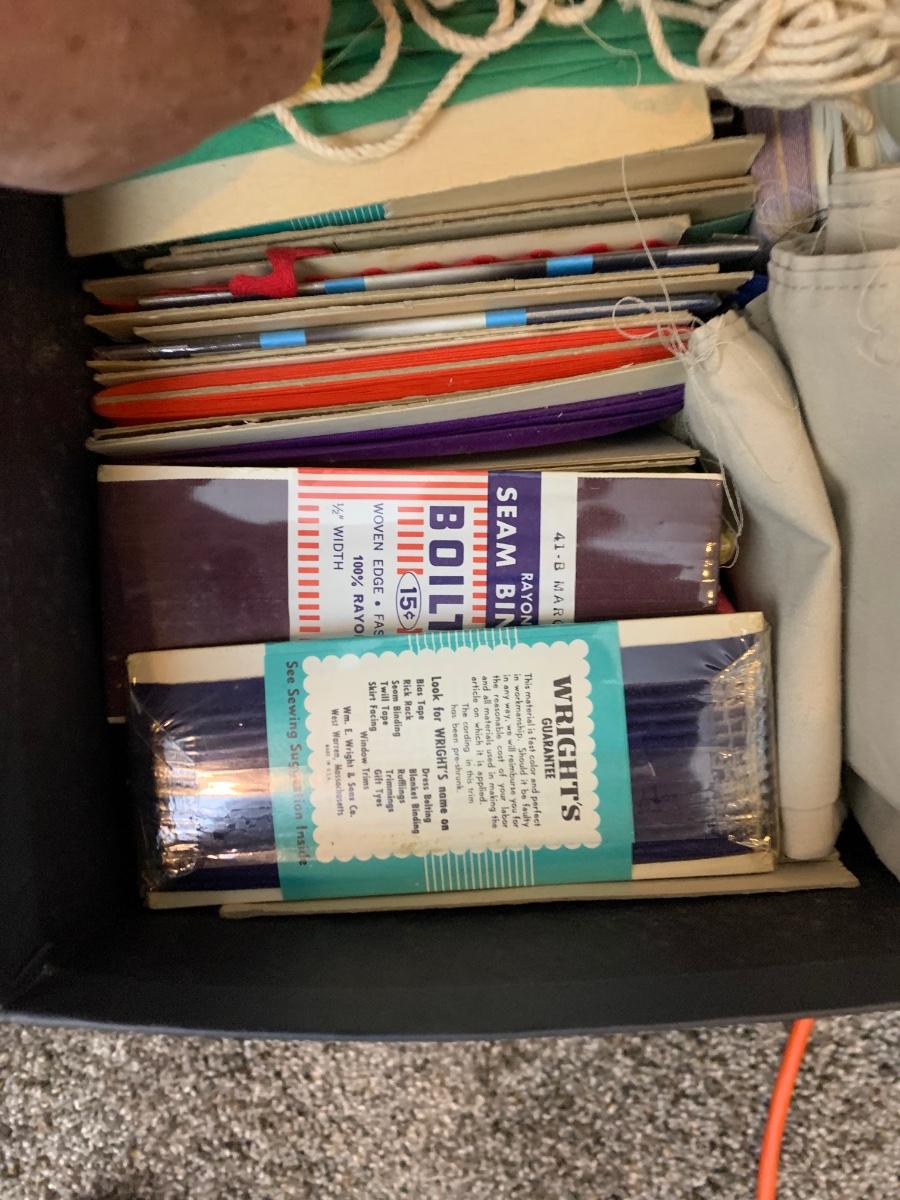 41-B MARO
RAYON
SEAM BIN
BOILT
15¢
WOVEN EDGE • FAS
100% RAYO
½" WIDTH
WRIGHT'S
GUARANTEE
This material is fast color and perfect
in workmanship. Should it be faulty
in any way, we will reimburse you for
the reasonable cost of your labor
and all materials used in making the
article on which it is applied.
The cording in this trim
has been pre-shrunk.
Look for WRIGHT'S name on
Bias Tape
Dress Belting
Rick Rack
Blanket Binding
Seam Binding
Rufflings
Twill Tape
Trimmings
Skirt Facing
Gift Tyes
Window Trims
Wm. E. Wright & Sons Co.
West Warren, Massachusetts
MADE IN U.S.A.
See Sewing Suggestion Inside